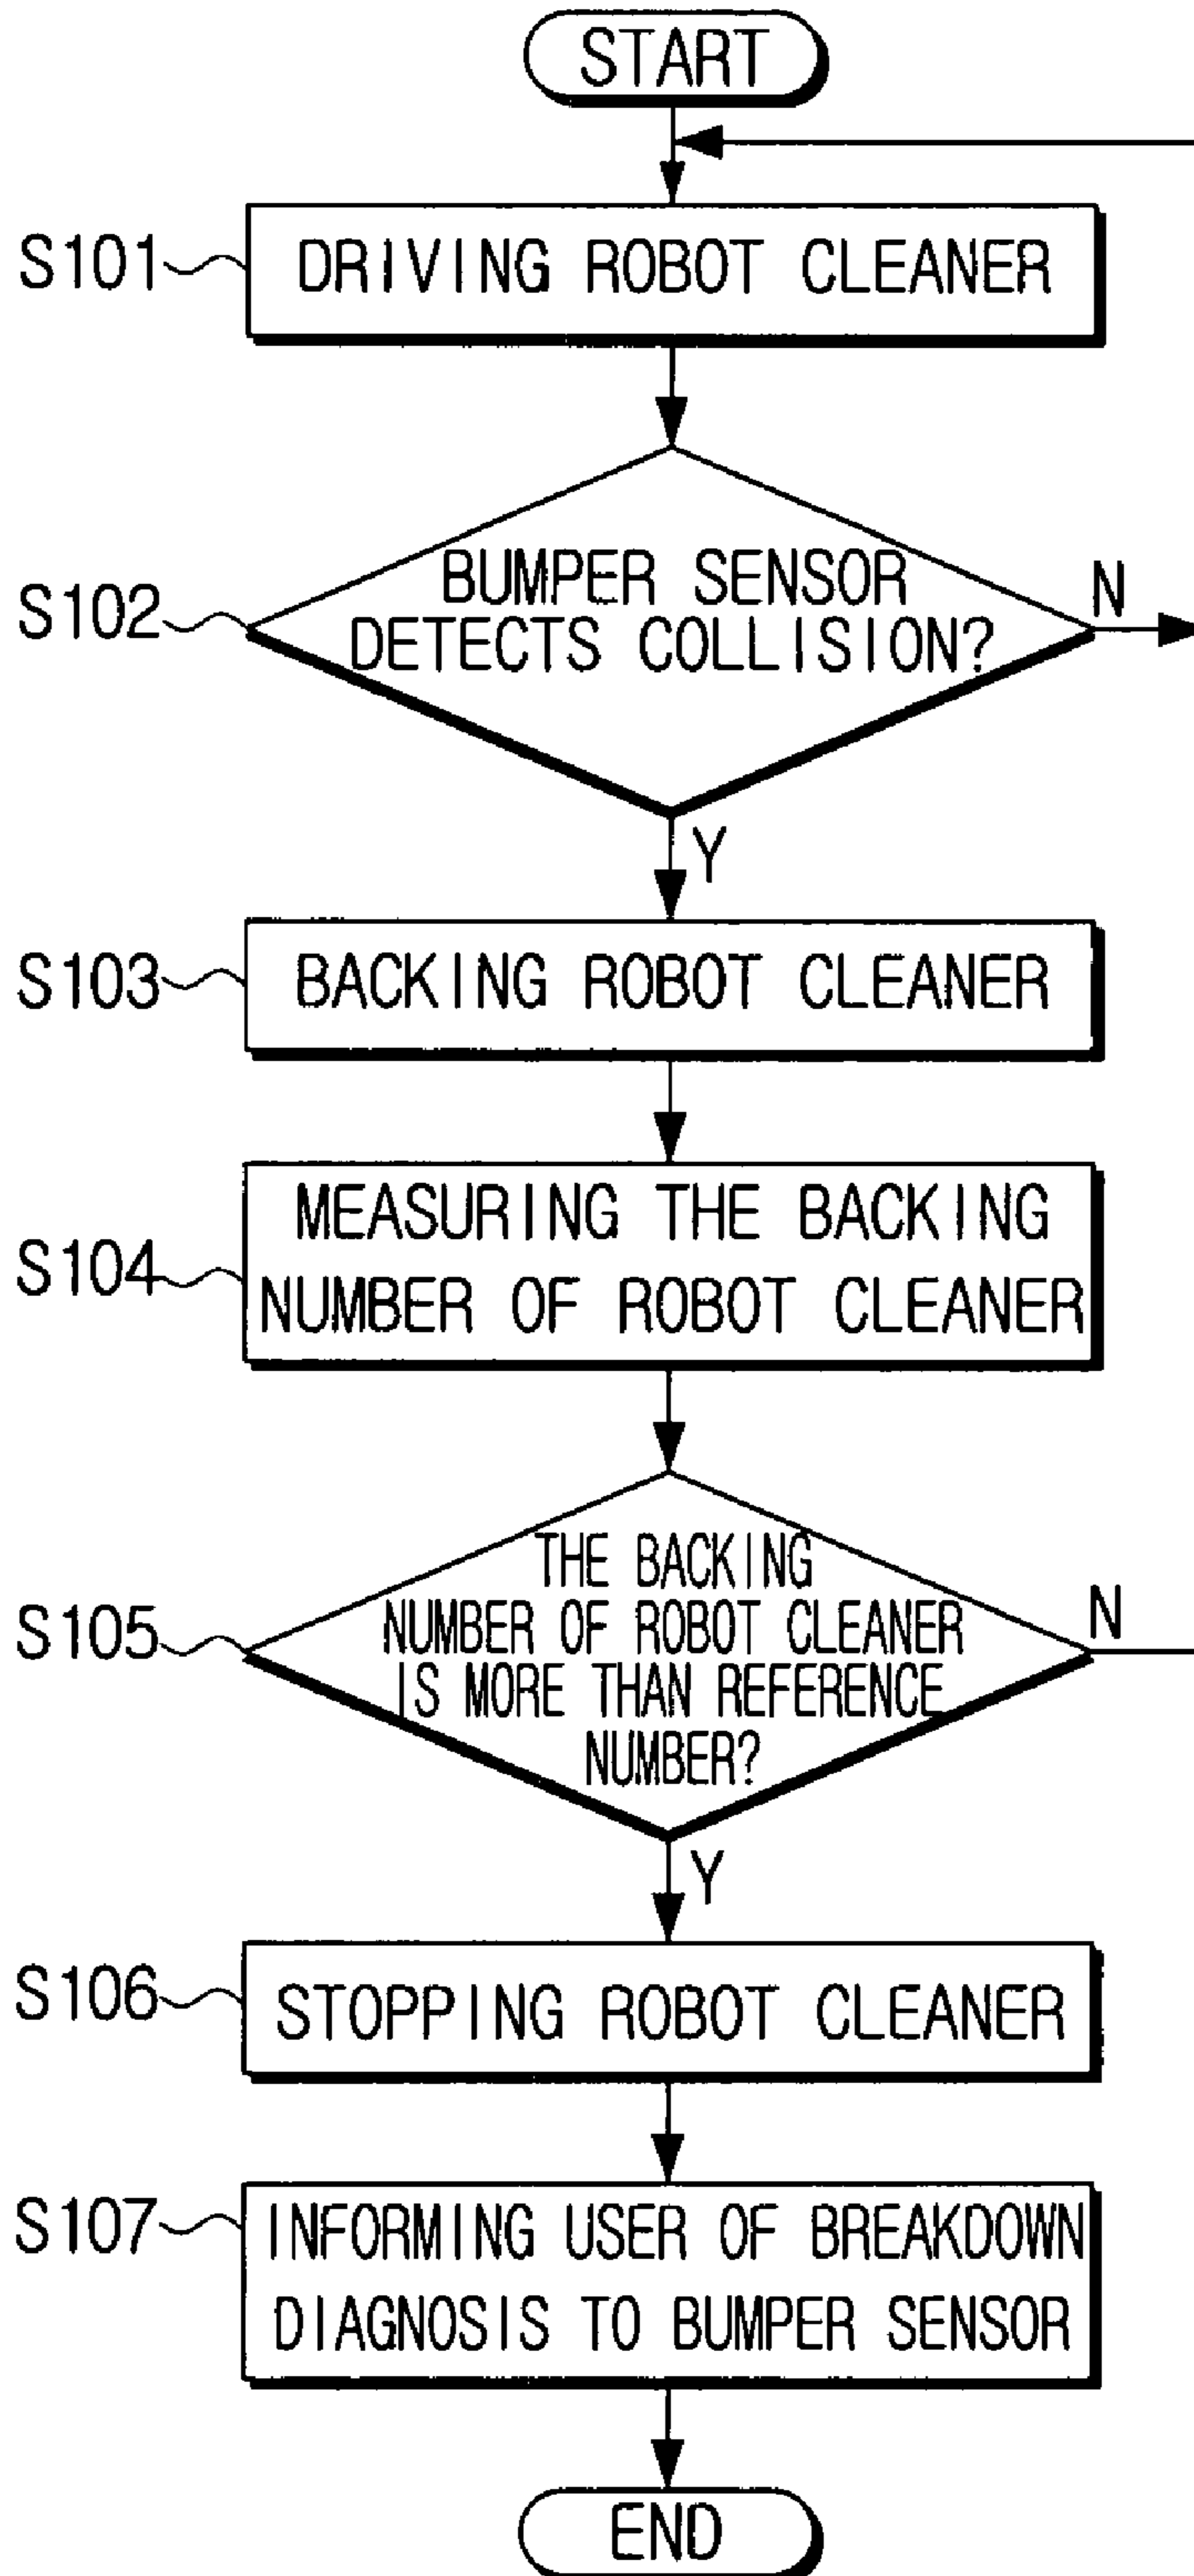 START
S101
DRIVING ROBOT CLEANER
S102
BUMPER SENSOR
DETECTS COLLISION?
N
Y
S103
BACKING ROBOT CLEANER
S104
MEASURING THE BACKING
NUMBER OF ROBOT CLEANER
S105
THE BACKING
NUMBER OF ROBOT CLEANER
IS MORE THAN REFERENCE
NUMBER?
N
Y
S106
STOPPING ROBOT CLEANER
S107
INFORMING USER OF BREAKDOWN
DIAGNOSIS TO BUMPER SENSOR
END